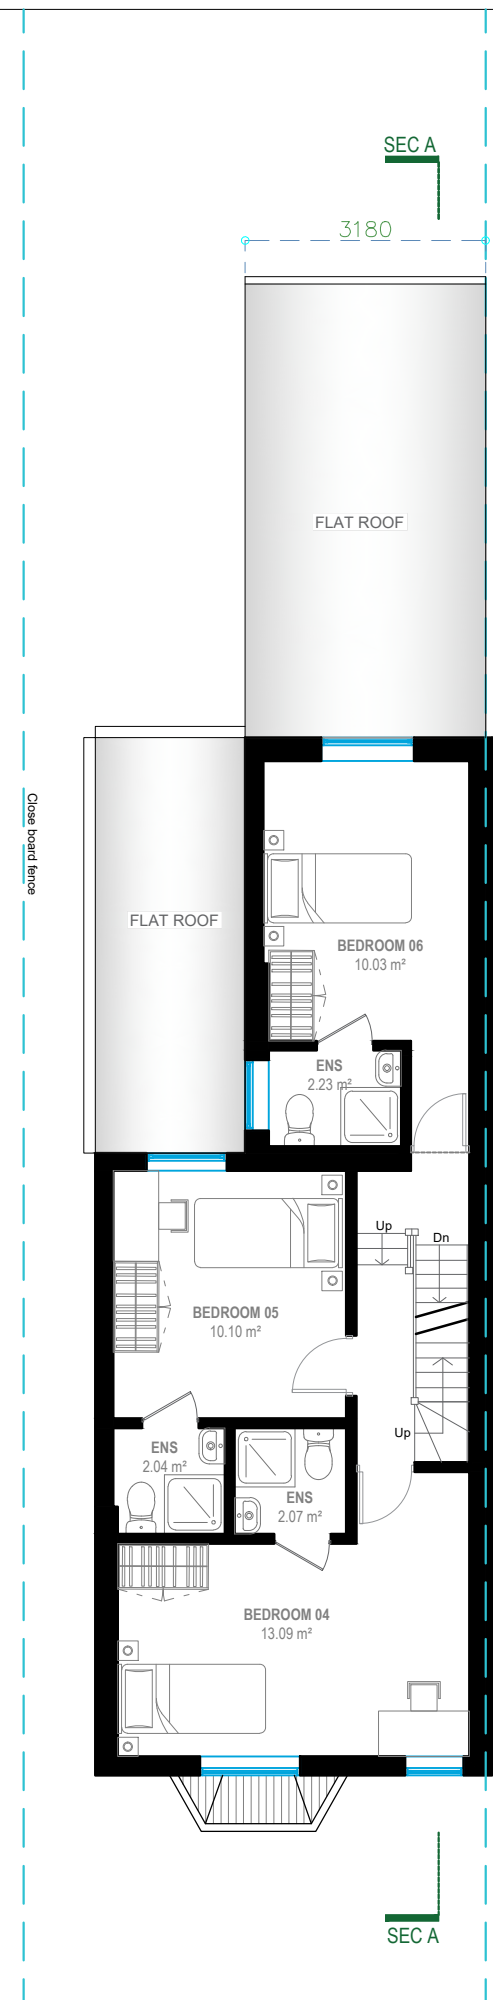 SEC A
3180
FLAT ROOF
Close board fence
FLAT ROOF
BEDROOM 06
10.03 m²
ENS
2.23 m²
Up
Dn
BEDROOM 05
10.10 m²
Up
ENS
2.04 m²
ENS
2.07 m²
BEDROOM 04
13.09 m²
SEC A